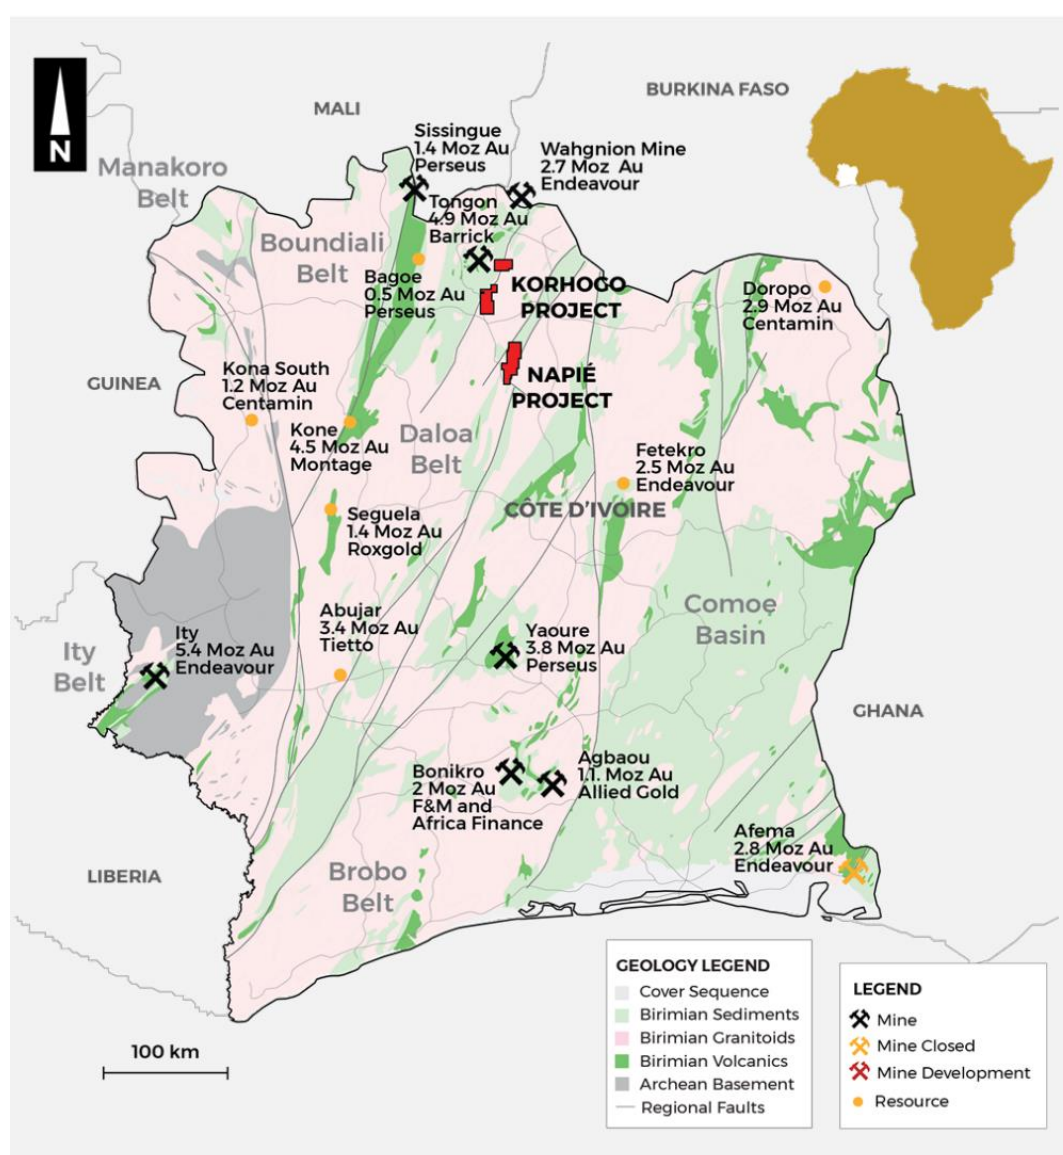 N
MALI
BURKINA FASO
Manakoro
Belt
Sissingue
1.4 Moz Au
Perseus
Wahgnion Mine
2.7 Moz Au
Endeavour
Tongon
4.9 Moz Au
Barrick
Boundiali
Belt
Bagoe
0.5 Moz Au
Perseus
KORHOGO
PROJECT
Doropo
2.9 Moz Au
Centamin
NAPIÉ
PROJECT
GUINEA
Kona South
1.2 Moz Au
Centamin
Kone
4.5 Moz Au
Montage
Daloa
Belt
Fetekro
2.5 Moz Au
Endeavour
CÔTE D’IVOIRE
Seguela
1.4 Moz Au
Roxgold
Comoe
Basin
Abujar
3.4 Moz Au
Tietto
Ity
Belt
Ity
5.4 Moz Au
Endeavour
Yaoure
3.8 Moz Au
Perseus
GHANA
Bonikro
2 Moz Au
F&M and
Africa Finance
Agbaou
1.1. Moz Au
Allied Gold
Afema
2.8 Moz Au
Endeavour
LIBERIA
Brobo
Belt
100 km
GEOLOGY LEGEND
Cover Sequence
Birimian Sediments
Birimian Granitoids
Birimian Volcanics
Archean Basement
Regional Faults
LEGEND
Mine
Mine Closed
Mine Development
Resource